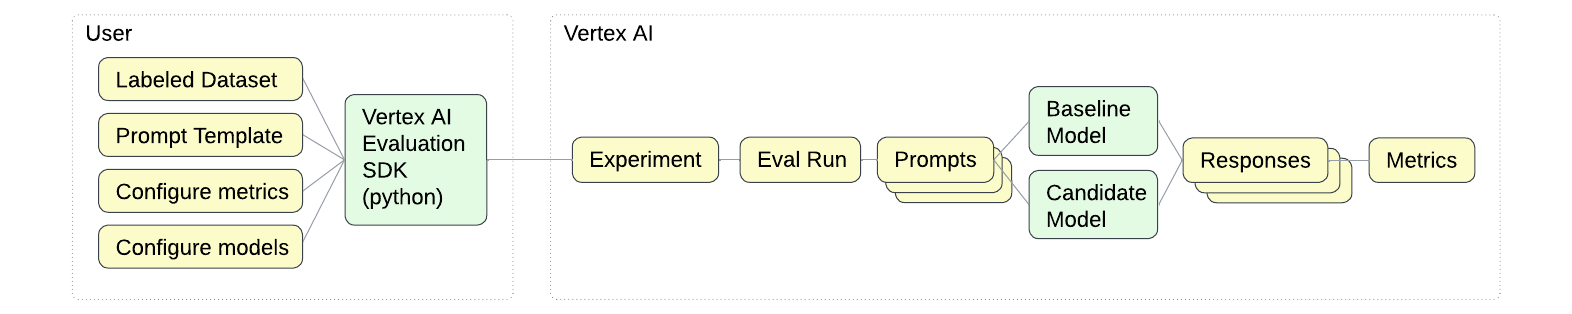 User
Labeled Dataset
Prompt Template
Configure metrics
Configure models
Vertex AI
Evaluation
SDK
(python)
Vertex AI
Experiment
Eval Run
Prompts
Baseline
Model
Candidate
Model
Responses
Metrics